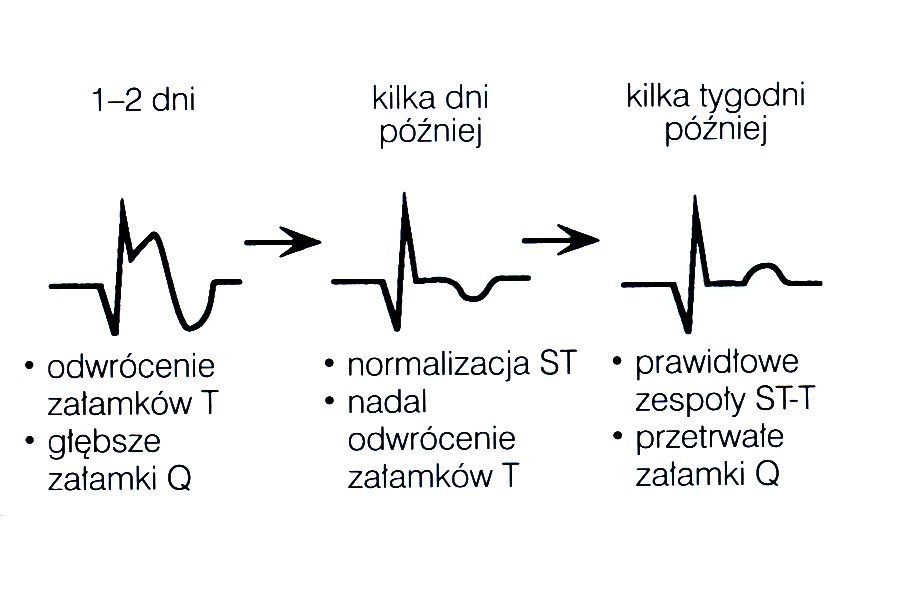 1–2 dni
kilka dni
później
kilka tygodni
później
• odwrócenie
załamków T
• głębsze
załamki Q
• normalizacja ST
• nadal
odwrócenie
załamków T
• prawidłowe
zespoły ST-T
• przetrwałe
załamki Q